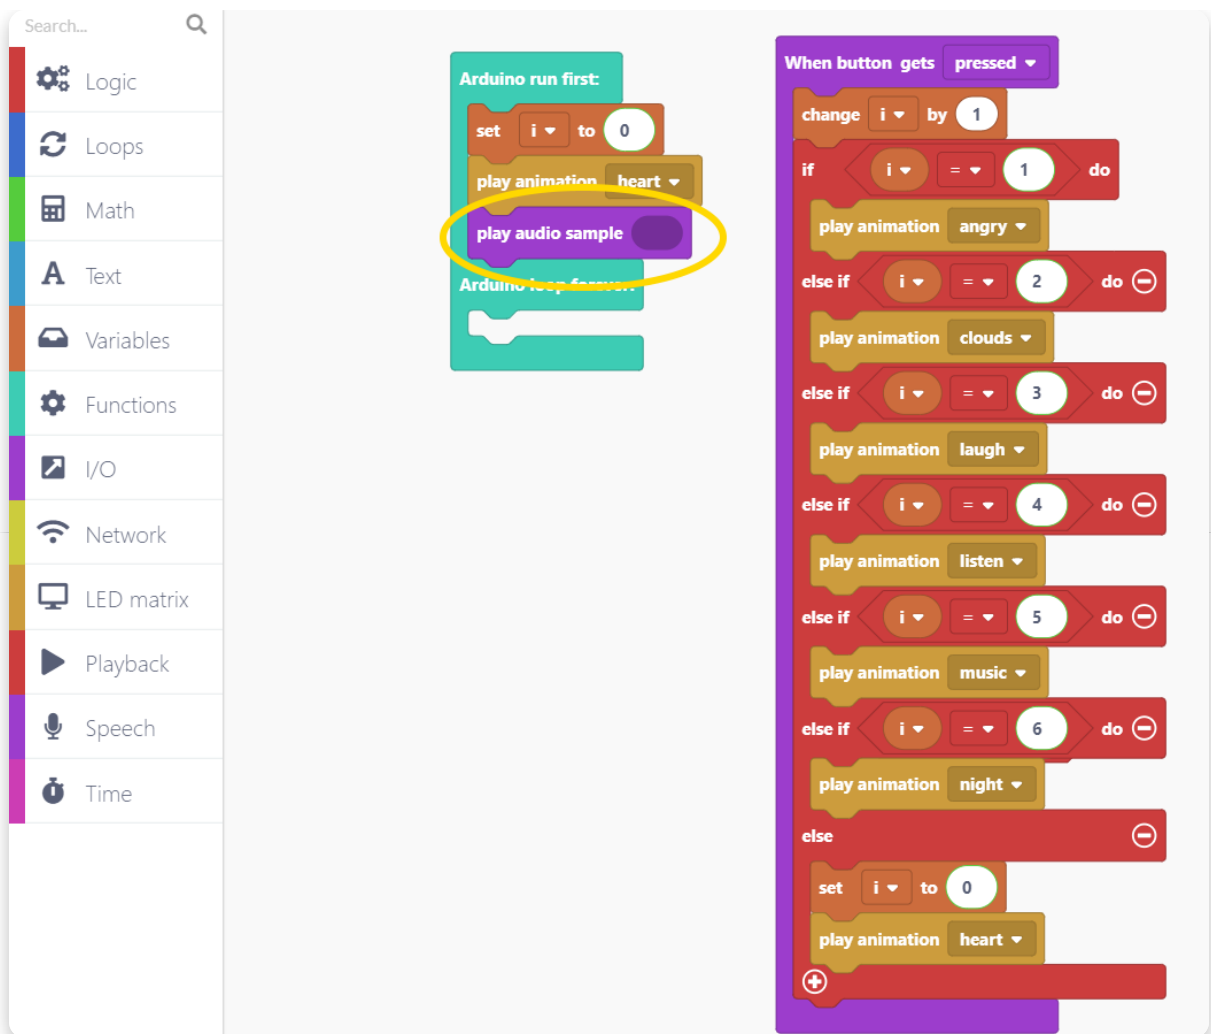 Search...
Logic
Loops
Math
Text
Variables
Functions
I/O
Network
LED matrix
Playback
Speech
Time
Arduino run first:
set i to 0
play animation heart
play audio sample
Arduino loop forever:
When button gets pressed
change i by 1
if i = 1 do
play animation angry
else if i = 2 do
play animation clouds
else if i = 3 do
play animation laugh
else if i = 4 do
play animation listen
else if i = 5 do
play animation music
else if i = 6 do
play animation night
else
set i to 0
play animation heart